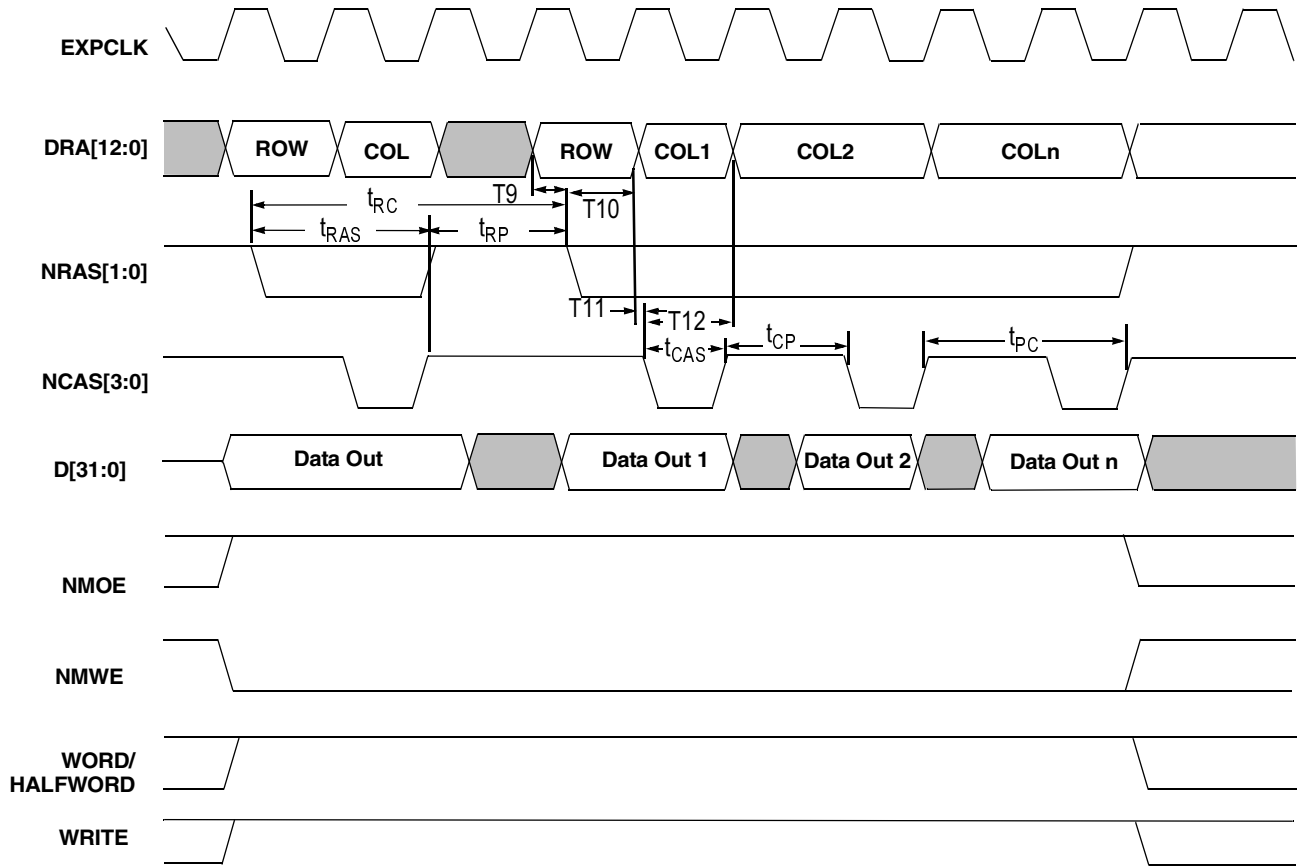 EXPCLK
DRA[12:0]
ROW
COL
ROW
COL1
COL2
COLn
tRC
T9
T10
tRAS
tRP
NRAS[1:0]
T11
T12
tCAS
tCP
tPC
NCAS[3:0]
D[31:0]
Data Out
Data Out 1
Data Out 2
Data Out n
NMOE
NMWE
WORD/
HALFWORD
WRITE